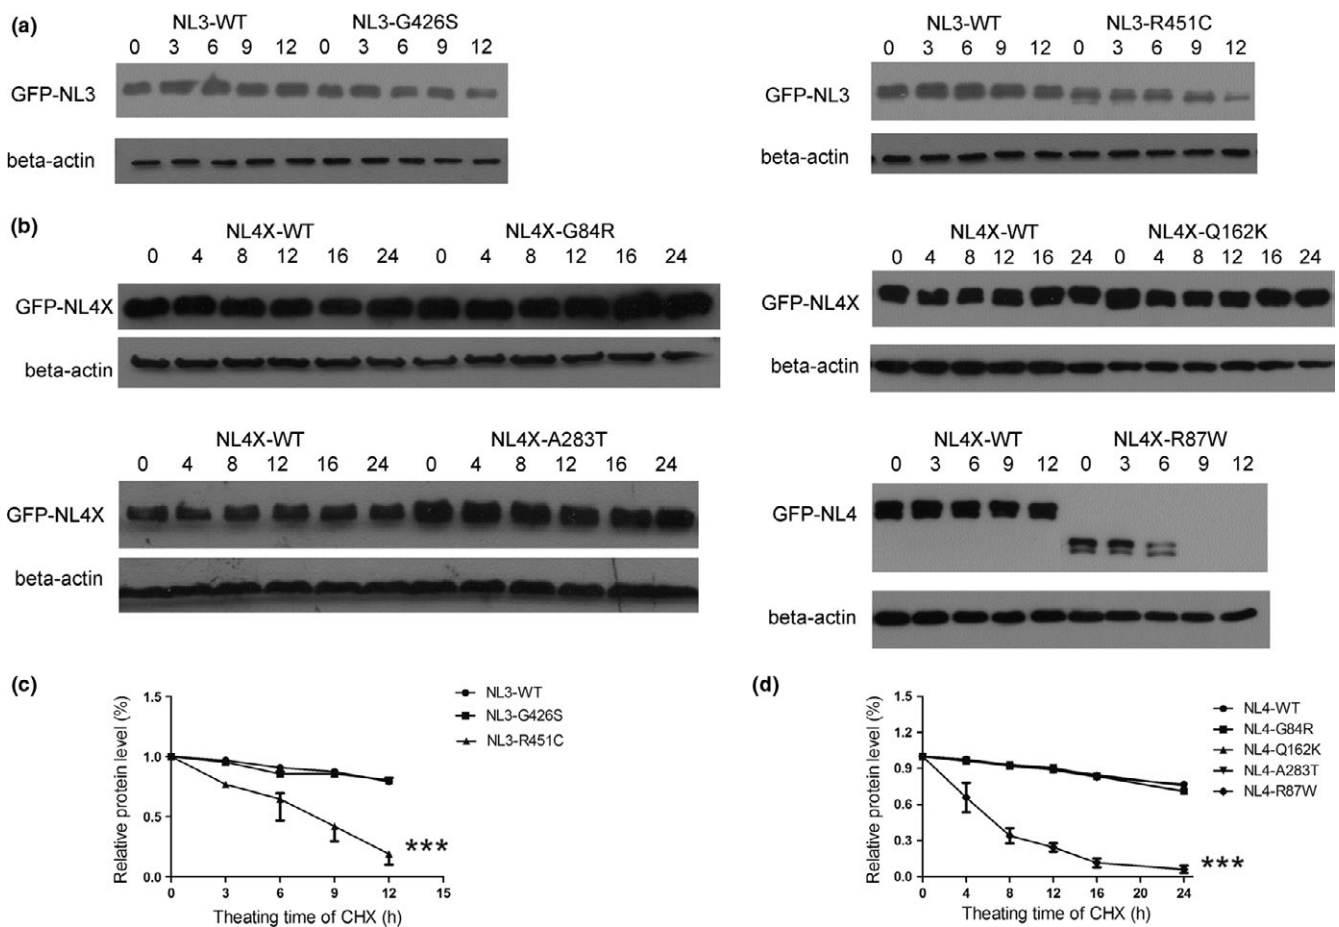 (a)
NL3-WT NL3-G426S
0 3 6 9 12 0 3 6 9 12
GFP-NL3
beta-actin
NL3-WT NL3-R451C
0 3 6 9 12 0 3 6 9 12
GFP-NL3
beta-actin
(b)
NL4X-WT NL4X-G84R
0 4 8 12 16 24 0 4 8 12 16 24
GFP-NL4X
beta-actin
NL4X-WT NL4X-Q162K
0 4 8 12 16 24 0 4 8 12 16 24
GFP-NL4X
beta-actin
NL4X-WT NL4X-A283T
0 4 8 12 16 24 0 8 12 16 24
GFP-NL4X
beta-actin
NL4X-WT NL4X-R87W
0 3 6 9 12 0 3 6 9 12
GFP-NL4
beta-actin
(c)
Relative protein level (%)
1.5
1.0
0.5
0.0
0 3 6 9 12 15
Theating time of CHX (h)
NL3-WT
NL3-G426S
NL3-R451C
***
(d)
Relative protein level (%)
1.5
1.2
0.9
0.6
0.3
0.0
0 4 8 12 16 20 24
Theating time of CHX (h)
NL4-WT
NL4-G84R
NL4-Q162K
NL4-A283T
NL4-R87W
***